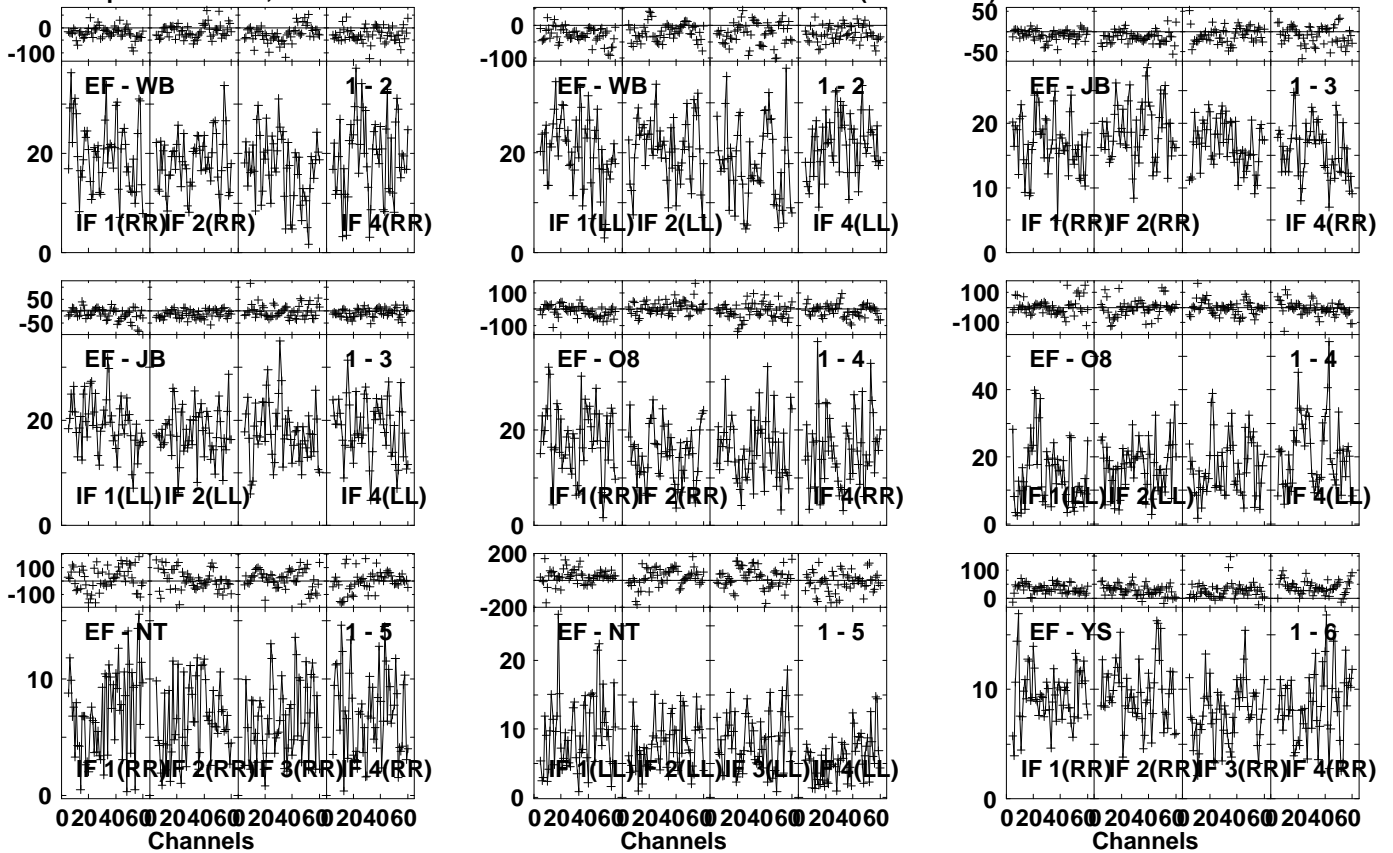 0
-100
EF - WB 1 - 2
20
IF 1(RR) IF 2(RR) IF 4(RR)
0
0
-100
EF - WB 1 - 2
20
IF 1(LL) IF 2(LL) IF 4(LL)
0
50
-50
EF - JB 1 - 3
20
10
IF 1(RR) IF 2(RR) IF 4(RR)
0
50
-50
EF - JB 1 - 3
20
IF 1(LL) IF 2(LL) IF 4(LL)
0
100
-100
EF - O8 1 - 4
20
IF 1(RR) IF 2(RR) IF 4(RR)
0
100
-100
EF - O8 1 - 4
40
20
IF 1(LL) IF 2(LL) IF 4(LL)
0
100
-100
EF - NT 1 - 5
10
IF 1(RR) IF 2(RR) IF 3(RR) IF 4(RR)
0
0 20 40 60 0 20 40 60 0 20 40 60 0 20 40 60
Channels
200
-200
EF - NT 1 - 5
20
10
IF 1(LL) IF 2(LL) IF 3(LL) IF 4(LL)
0
0 20 40 60 0 20 40 60 0 20 40 60 0 20 40 60
Channels
100
0
EF - YS 1 - 6
10
IF 1(RR) IF 2(RR) IF 3(RR) IF 4(RR)
0
0 20 40 60 0 20 40 60 0 20 40 60 0 20 40 60
Channels